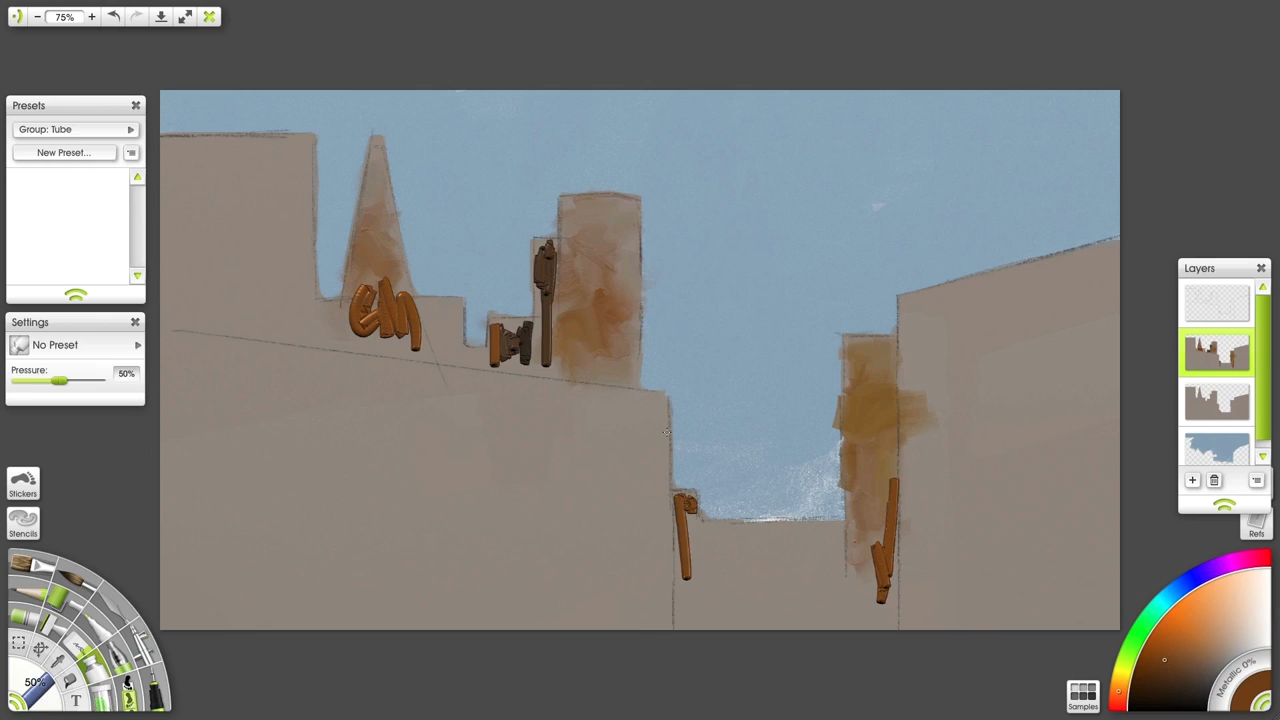 75%
Presets
Group: Tube
New Preset...
Settings
No Preset
Pressure:
50%
Stickers
Stencils
50%
T
Layers
Refs
Samples
Metallic 0%